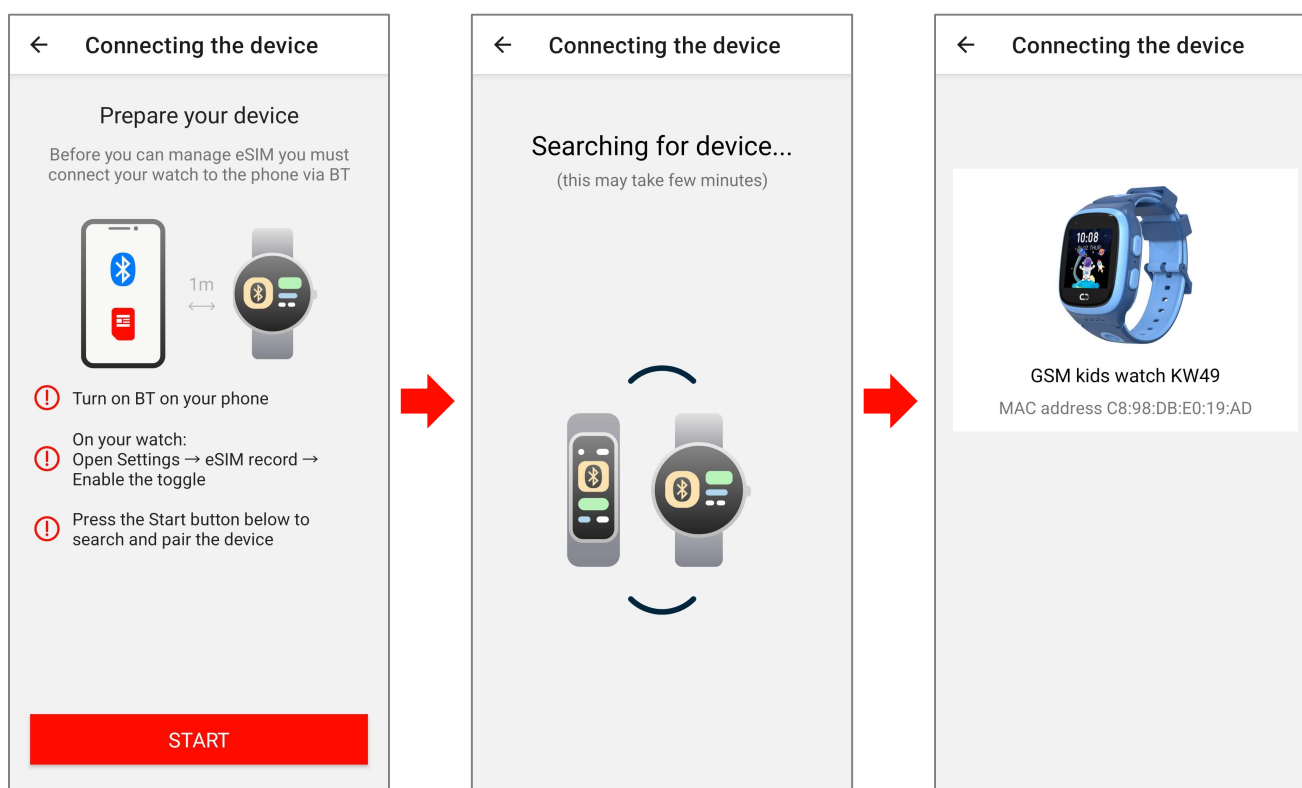 Connecting the device
Prepare your device
Before you can manage eSIM you must
connect your watch to the phone via BT
1m
Turn on BT on your phone
On your watch:
Open Settings → eSIM record →
Enable the toggle
Press the Start button below to
search and pair the device
START
Connecting the device
Searching for device...
(this may take few minutes)
Connecting the device
10:08
GSM kids watch KW49
MAC address C8:98:DB:E0:19:AD